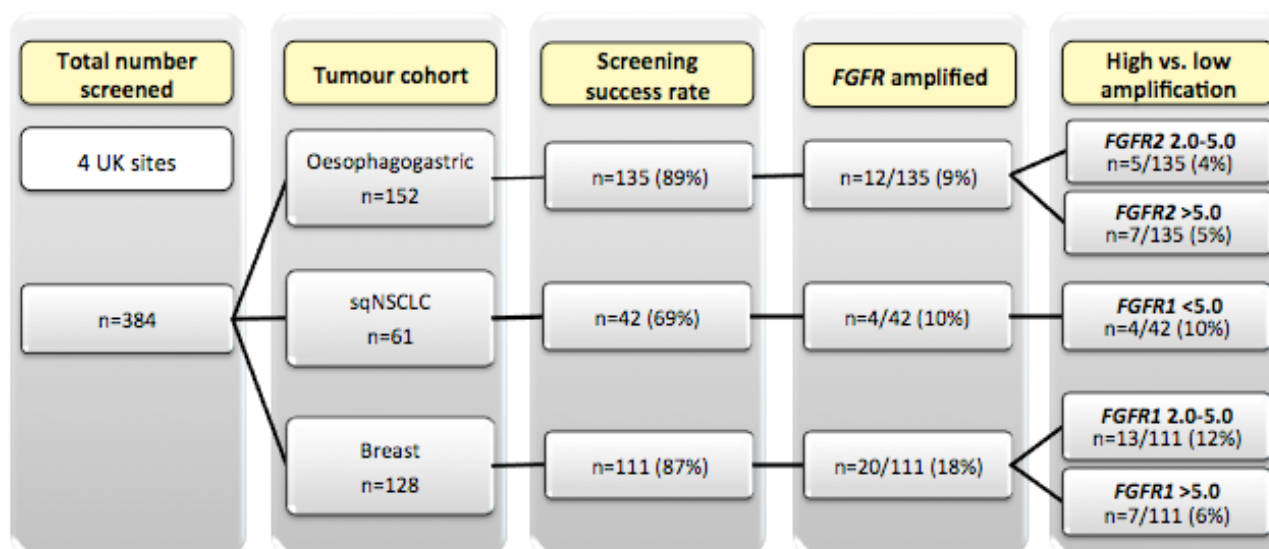 Total number
screened
4 UK sites
n=384
Tumour cohort
Oesophagogastric
n=152
sqNSCLC
n=61
Breast
n=128
Screening
success rate
n=135 (89%)
n=42 (69%)
n=111 (87%)
FGFR amplified
n=12/135 (9%)
n=4/42 (10%)
n=20/111 (18%)
High vs. low
amplification
FGFR2 2.0-5.0
n=5/135 (4%)
FGFR2 >5.0
n=7/135 (5%)
FGFR1 <5.0
n=4/42 (10%)
FGFR1 2.0-5.0
n=13/111 (12%)
FGFR1 >5.0
n=7/111 (6%)